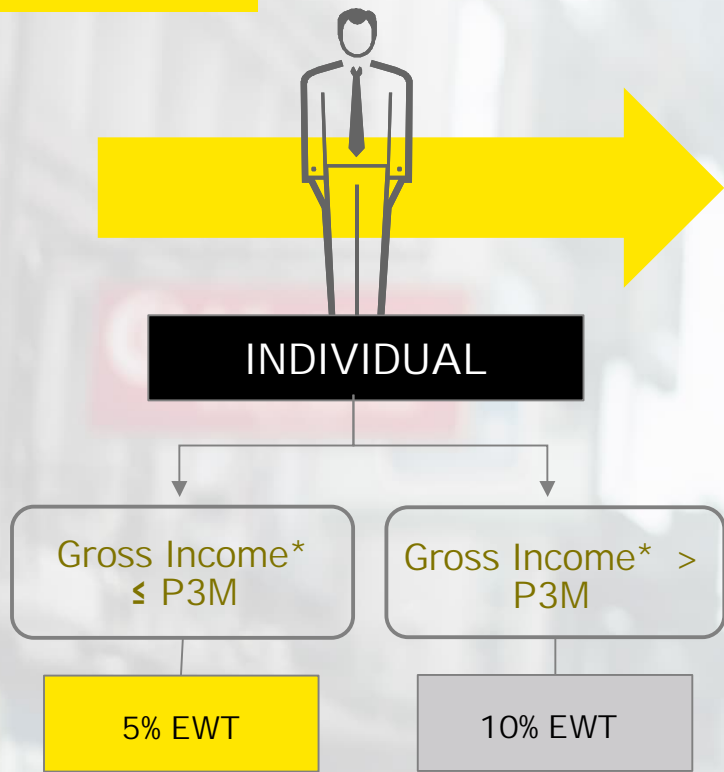 INDIVIDUAL
Gross Income*
≤ P3M
Gross Income* >
P3M
5% EWT
10% EWT